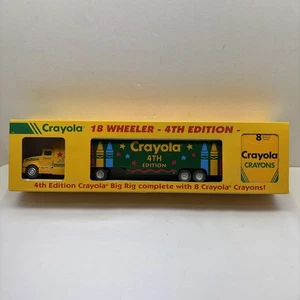 Crayola® 18 WHEELER - 4TH EDITION -
Crayola
4TH
EDITION
8
Crayola
CRAYONS
4th Edition Crayola® Big Rig complete with 8 Crayola® Crayons!